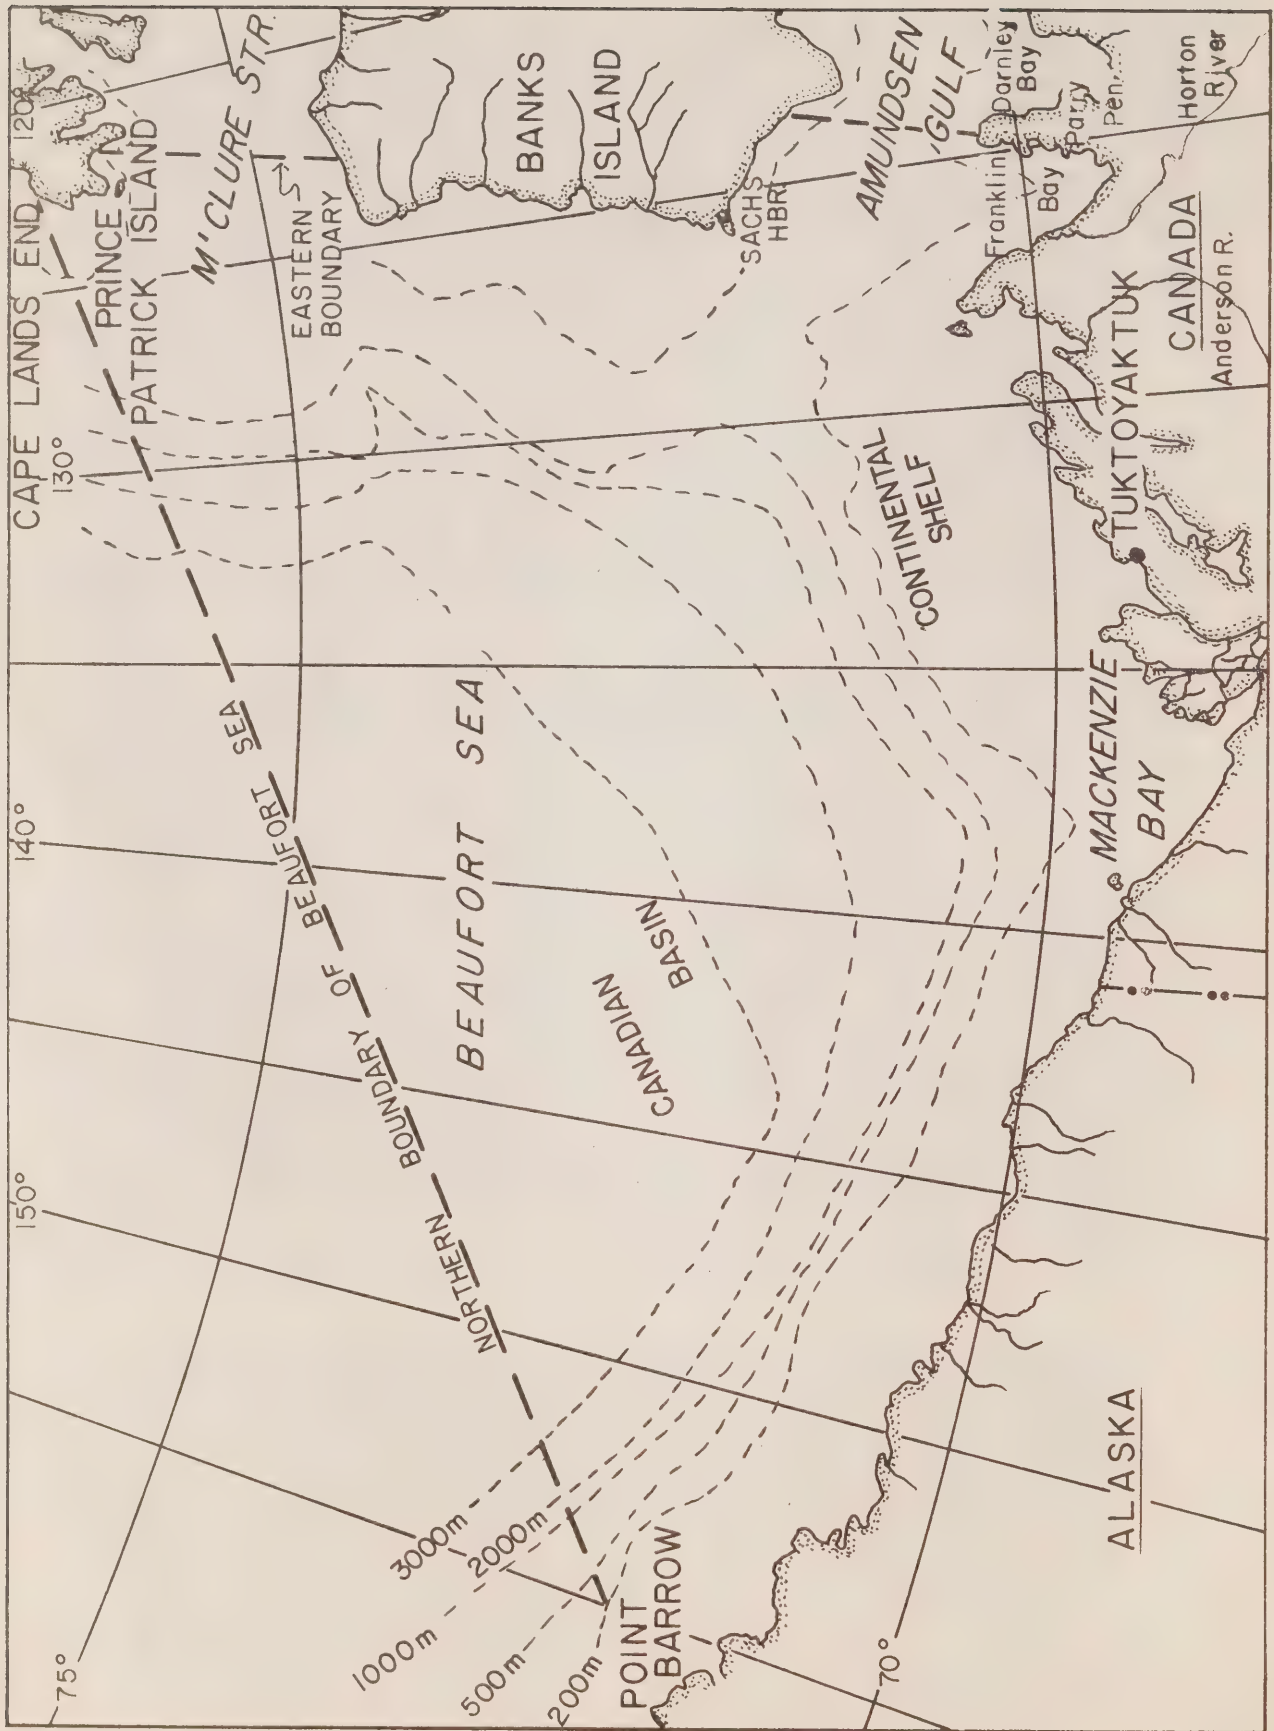 75°
150°
140°
130°
CAPE LANDS END
120°
PRINCE
PATRICK ISLAND
M'CLURE STR.
EASTERN
BOUNDARY
NORTHERN BOUNDARY OF BEAUFORT SEA
BEAUFORT SEA
BANKS
ISLAND
CANADIAN
BASIN
3000m
2000m
1000m
500m
200m
POINT
BARROW
SACHS
HBR.
AMUNDSEN
GULF
CONTINENTAL
SHELF
70°
Franklin
Bay
Darnley
Bay
Parry
Pen.
MACKENZIE
BAY
TUKTOYAKTUK
ALASKA
CANADA
Anderson R.
Horton
River